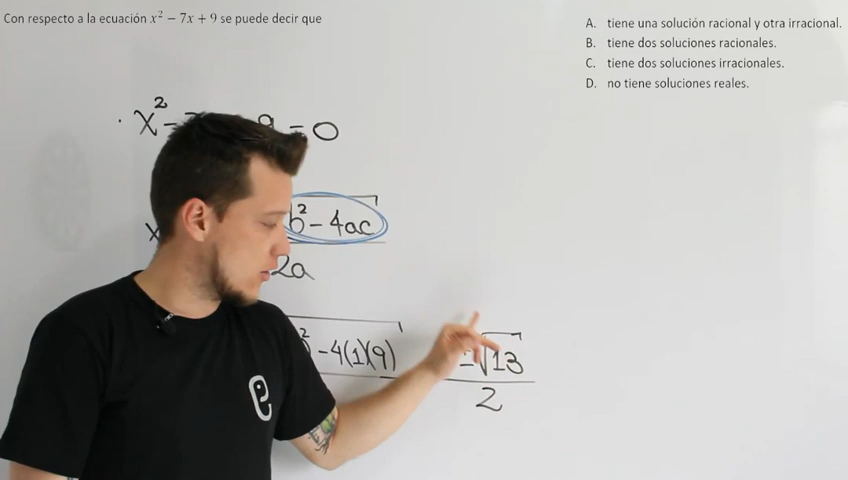 Con respecto a la ecuación x² − 7x + 9 se puede decir que
A. tiene una solución racional y otra irracional.
B. tiene dos soluciones racionales.
C. tiene dos soluciones irracionales.
D. no tiene soluciones reales.
· x² − = 0
x b² − 4ac
2a
² − 4(1)(9) √13
2